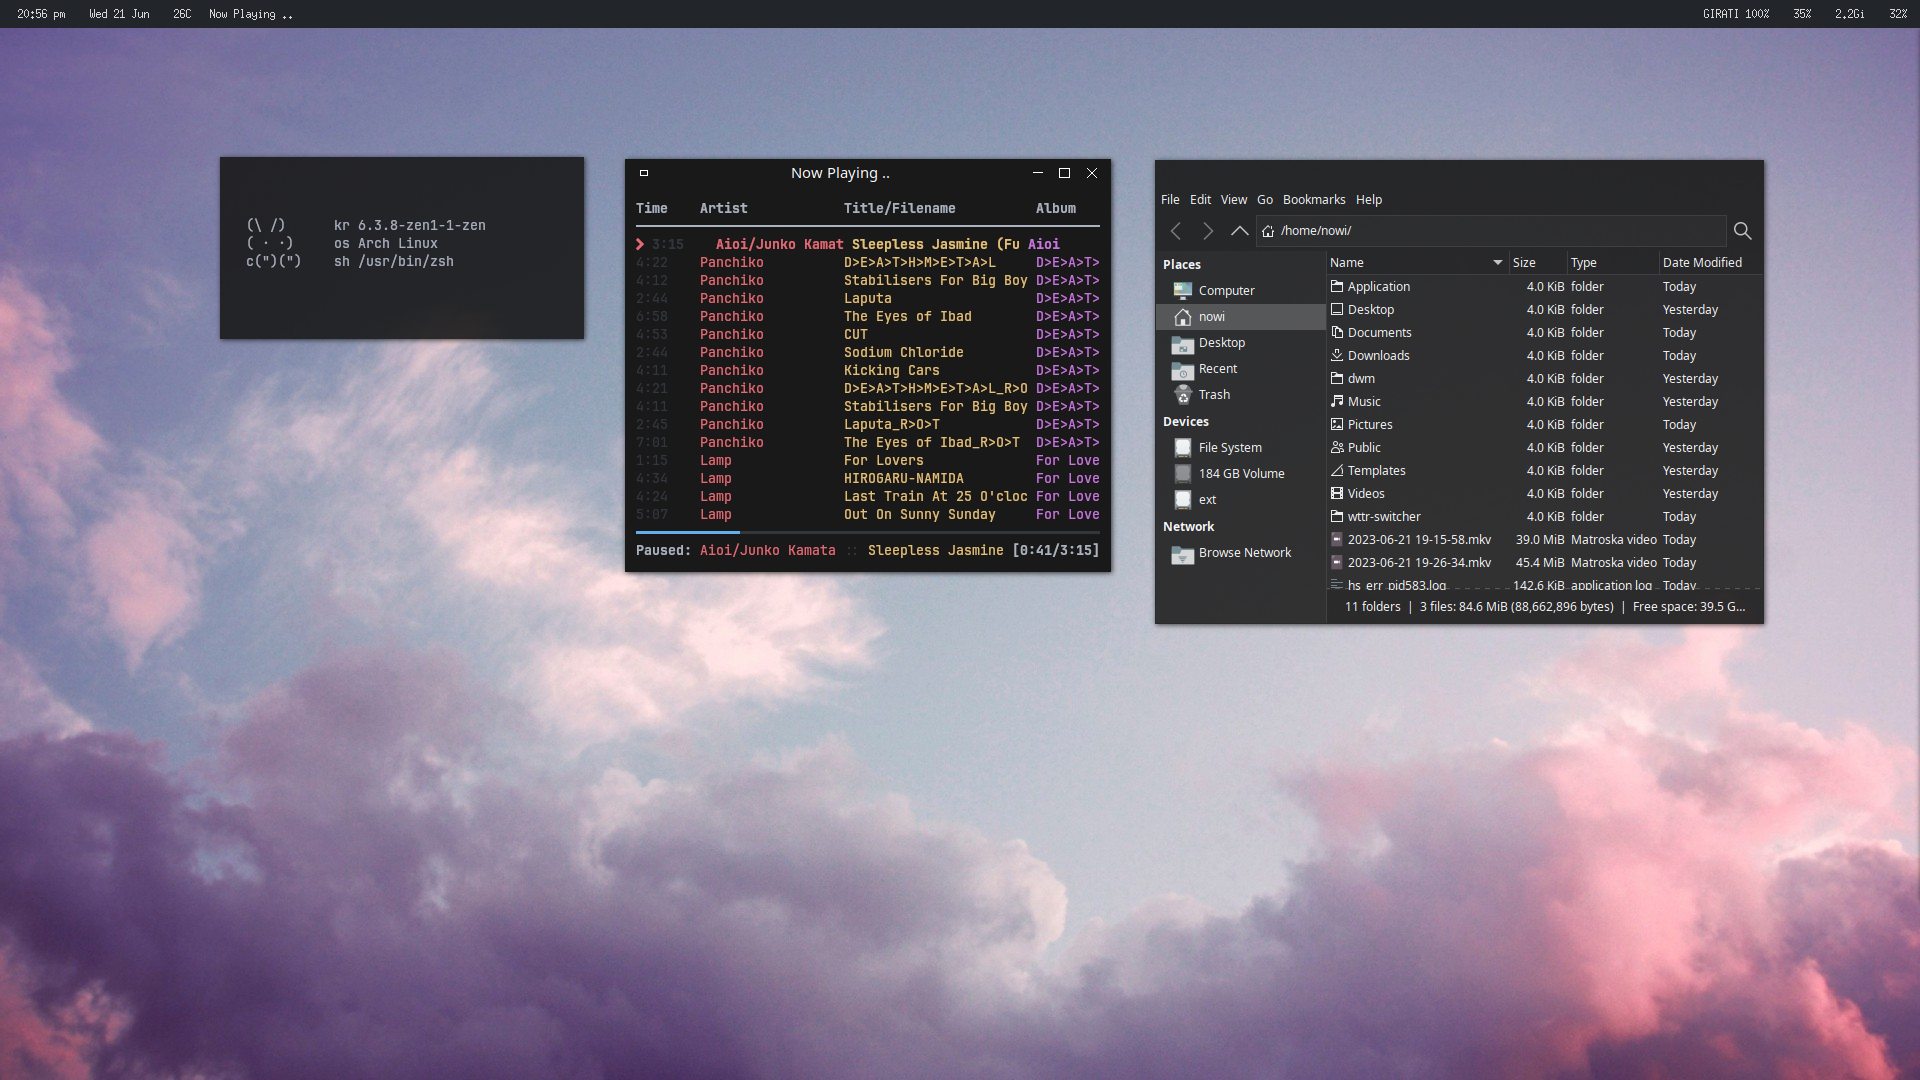 20:56 pm Wed 21 Jun 26C Now Playing .. GIRATI 100% 35% 2.2Gi 32%
(\ /) kr 6.3.8-zen1-1-zen
( · ·) os Arch Linux
c(")(") sh /usr/bin/zsh
Now Playing ..
Time Artist Title/Filename Album
3:15 Aioi/Junko Kamat Sleepless Jasmine (Fu Aioi
4:22 Panchiko D>E>A>T>H>M>E>T>A>L D>E>A>T>
4:12 Panchiko Stabilisers For Big Boy D>E>A>T>
2:44 Panchiko Laputa D>E>A>T>
6:58 Panchiko The Eyes of Ibad D>E>A>T>
4:53 Panchiko CUT D>E>A>T>
2:44 Panchiko Sodium Chloride D>E>A>T>
4:11 Panchiko Kicking Cars D>E>A>T>
4:21 Panchiko D>E>A>T>H>M>E>T>A>L_R>O D>E>A>T>
4:11 Panchiko Stabilisers For Big Boy D>E>A>T>
2:45 Panchiko Laputa_R>O>T D>E>A>T>
7:01 Panchiko The Eyes of Ibad_R>O>T D>E>A>T>
1:15 Lamp For Lovers For Love
4:34 Lamp HIROGARU-NAMIDA For Love
4:24 Lamp Last Train At 25 O'cloc For Love
5:07 Lamp Out On Sunny Sunday For Love
Paused: Aioi/Junko Kamata :: Sleepless Jasmine [0:41/3:15]
File Edit View Go Bookmarks Help
/home/nowi/
Places
Computer
nowi
Desktop
Recent
Trash
Devices
File System
184 GB Volume
ext
Network
Browse Network
Name Size Type Date Modified
Application 4.0 KiB folder Today
Desktop 4.0 KiB folder Yesterday
Documents 4.0 KiB folder Today
Downloads 4.0 KiB folder Today
dwm 4.0 KiB folder Yesterday
Music 4.0 KiB folder Yesterday
Pictures 4.0 KiB folder Today
Public 4.0 KiB folder Yesterday
Templates 4.0 KiB folder Yesterday
Videos 4.0 KiB folder Yesterday
wttr-switcher 4.0 KiB folder Today
2023-06-21 19-15-58.mkv 39.0 MiB Matroska video Today
2023-06-21 19-26-34.mkv 45.4 MiB Matroska video Today
hs_err_pid583.log 142.6 KiB application log Today
11 folders | 3 files: 84.6 MiB (88,662,896 bytes) | Free space: 39.5 G...